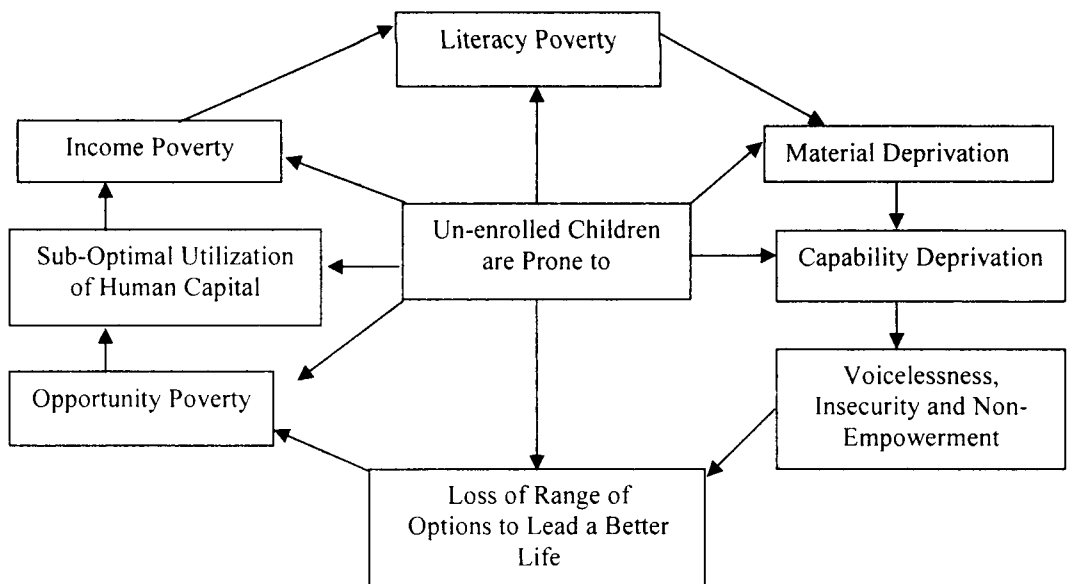 Literacy Poverty
Income Poverty
Material Deprivation
Un-enrolled Children
are Prone to
Sub-Optimal Utilization
of Human Capital
Capability Deprivation
Opportunity Poverty
Voicelessness,
Insecurity and Non-
Empowerment
Loss of Range of
Options to Lead a Better
Life